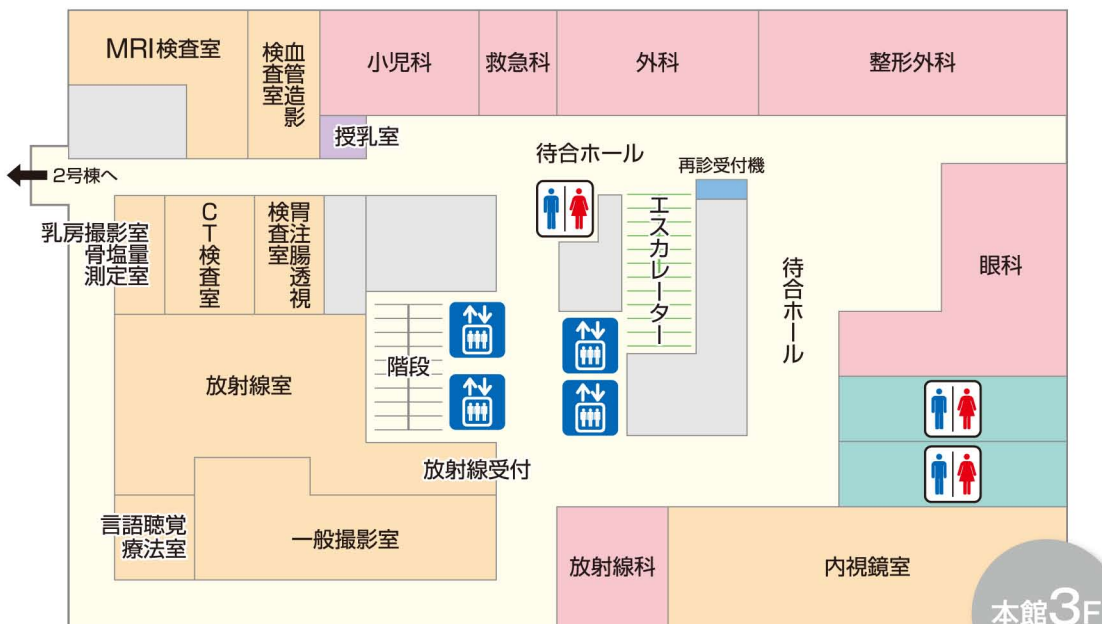 MRI検査室
血管造影
検査室
小児科
救急科
外科
整形外科
授乳室
待合ホール
再診受付機
2号棟へ
乳房撮影室
骨塩量
測定室
CT検査室
胃注腸透視
検査室
エスカレーター
待合ホール
眼科
階段
放射線室
放射線受付
言語聴覚
療法室
一般撮影室
放射線科
内視鏡室
本館3F